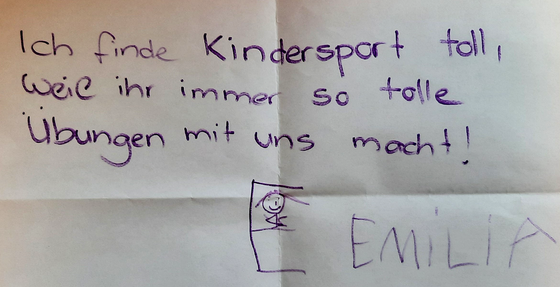 Ich finde Kindersport toll,
weil ihr immer so tolle
Übungen mit uns macht!
EMiLIA